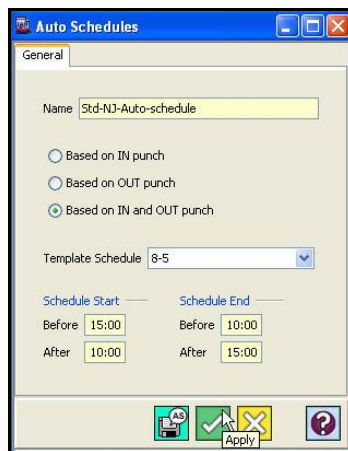 Auto Schedules
General
Name Std-NJ-Auto-schedule
Based on IN punch
Based on OUT punch
Based on IN and OUT punch
Template Schedule 8-5
Schedule Start Schedule End
Before 15:00 Before 10:00
After 10:00 After 15:00
AS
?
Apply